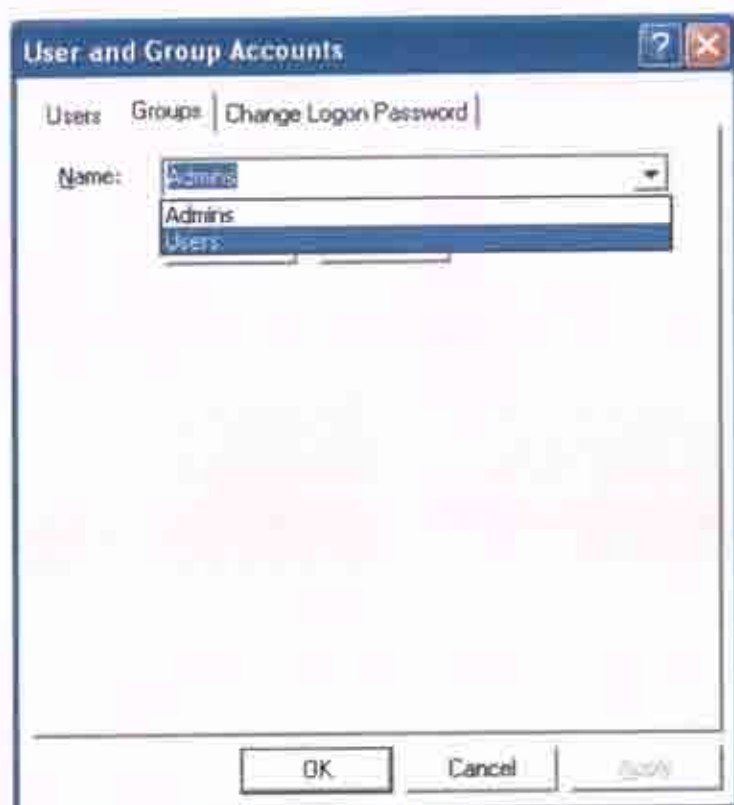 User and Group Accounts ? X
Users Groups Change Logon Password
Name: Admins
Admins
Users
OK Cancel Apply